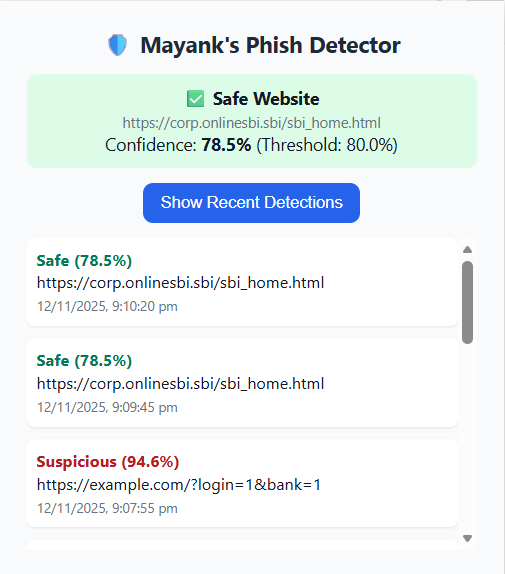 Mayank's Phish Detector
Safe Website
https://corp.onlinesbi.sbi/sbi_home.html
Confidence: 78.5% (Threshold: 80.0%)
Show Recent Detections
Safe (78.5%)
https://corp.onlinesbi.sbi/sbi_home.html
12/11/2025, 9:10:20 pm
Safe (78.5%)
https://corp.onlinesbi.sbi/sbi_home.html
12/11/2025, 9:09:45 pm
Suspicious (94.6%)
https://example.com/?login=1&bank=1
12/11/2025, 9:07:55 pm